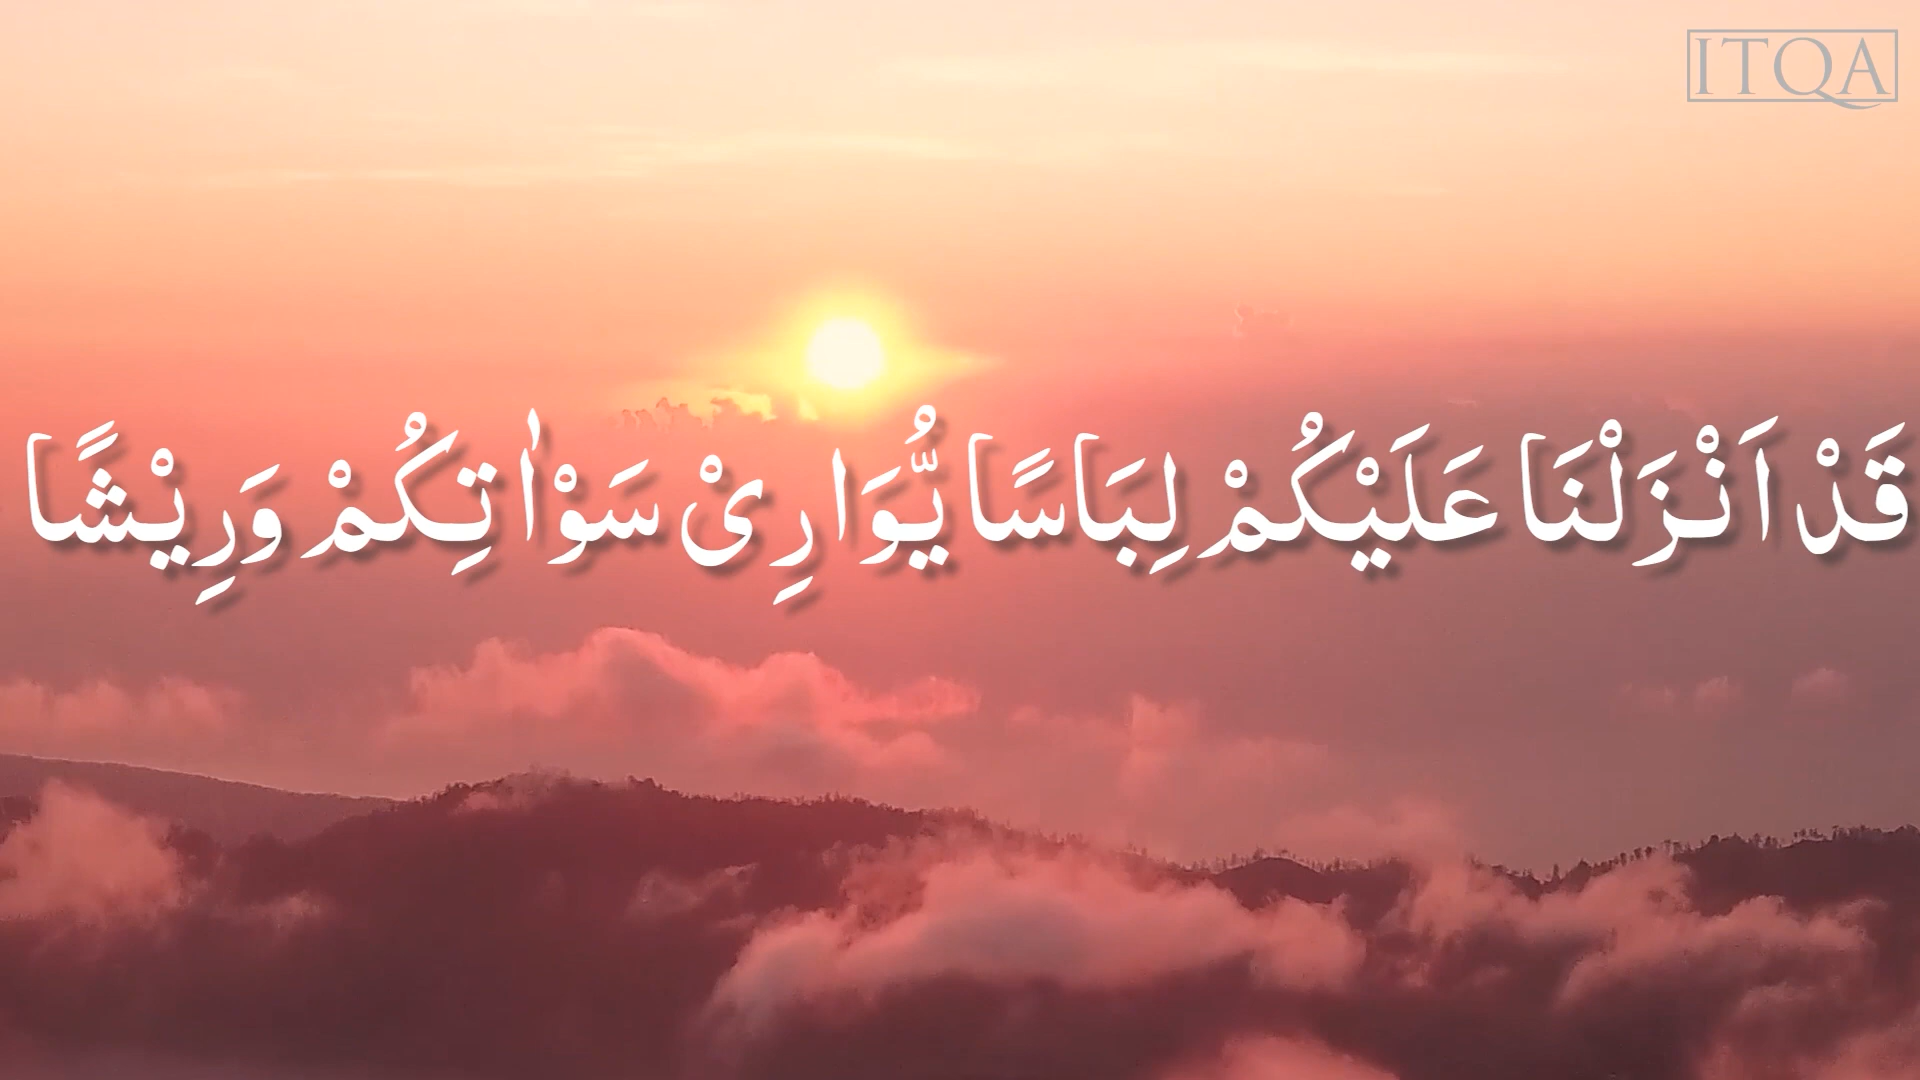 ITQA
قَدْ اَنْزَلْنَا عَلَيْكُمْ لِبَاسًا يُّوَارِيْ سَوْاٰتِكُمْ وَرِيْشًا